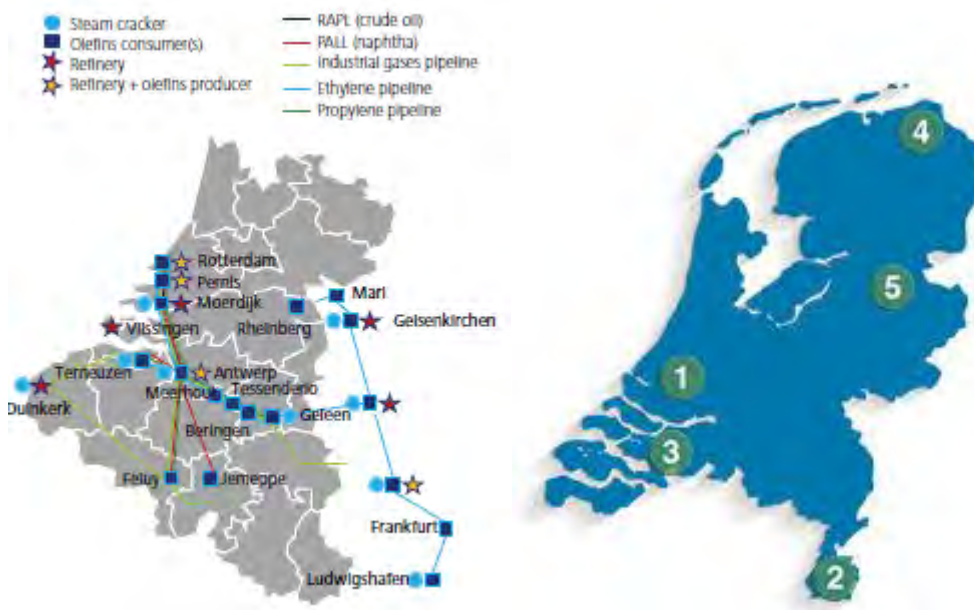 Steam cracker
Olefins consumer(s)
Refinery
Refinery + olefins producer
RAPL (crude oil)
PALL (naphtha)
Industrial gases pipeline
Ethylene pipeline
Propylene pipeline
Rotterdam
Pernis
Moerdijk
Vlissingen
Marl
Rheinberg
Gelsenkirchen
Terneuzen
Antwerp
Duinkerk
Meerhout
Tessenderlo
Beringen
Geleen
Feluy
Jemeppe
Frankfurt
Ludwigshafen
4
5
1
3
2